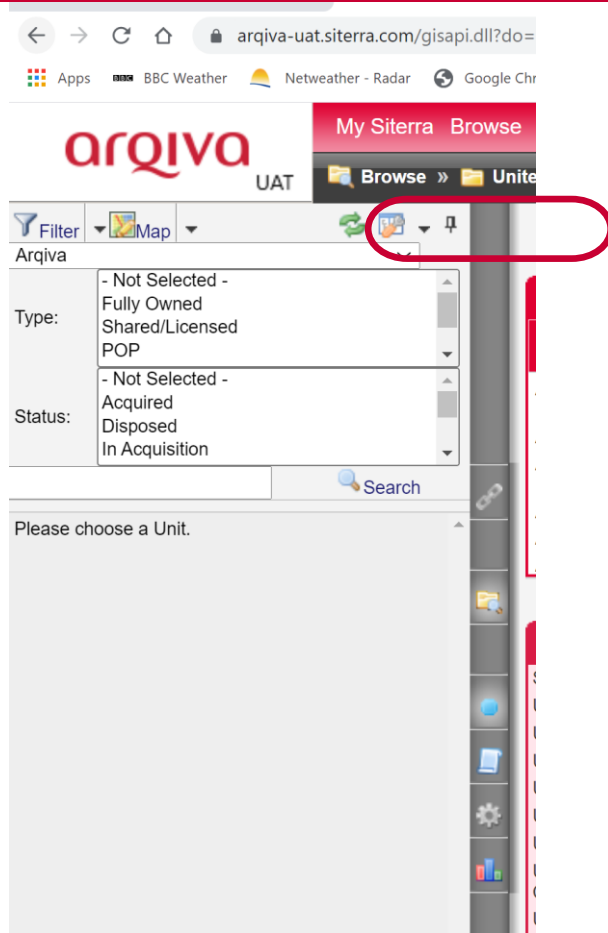 arqiva-uat.siterra.com/gisapi.dll?do=
Apps BBC BBC Weather Netweather - Radar Google Chr
arqiva
UAT
My Siterra Browse
Browse » Unite
Filter Map
Arqiva
Type:
- Not Selected -
Fully Owned
Shared/Licensed
POP
Status:
- Not Selected -
Acquired
Disposed
In Acquisition
Search
Please choose a Unit.